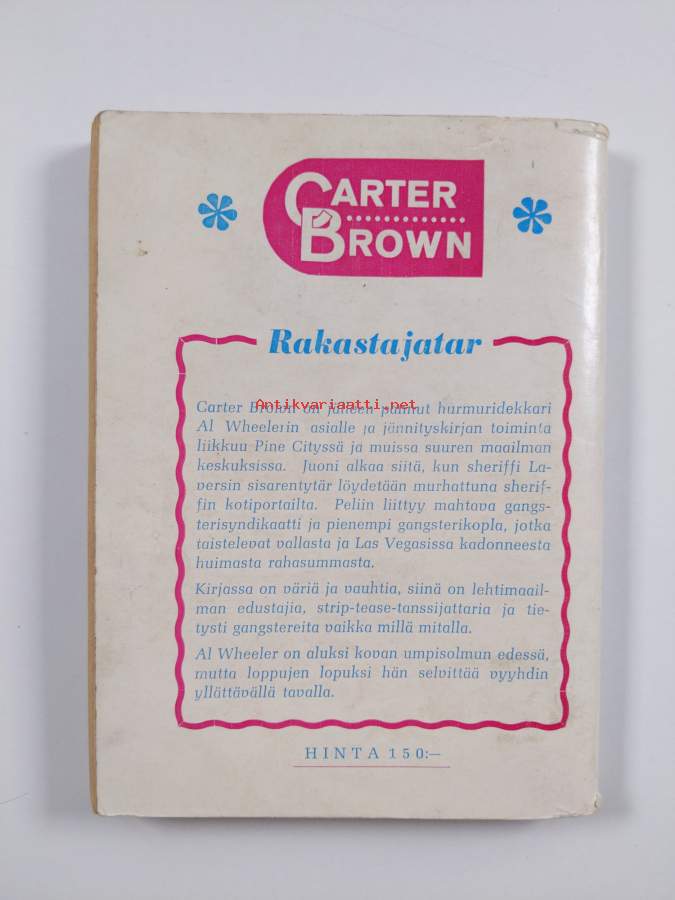 CARTER
BROWN
Rakastajatar
Carter Brown on jälleen pannut hurmuridekkari
Antikvariaatti.net
Al Wheelerin asialle ja jännityskirjan toiminta
liikkuu Pine Cityssä ja muissa suuren maailman
keskuksissa. Juoni alkaa siitä, kun sheriffi La-
versin sisarentytär löydetään murhattuna sherif-
fin kotiportailta. Peliin liittyy mahtava gangs-
terisyndikaatti ja pienempi gangsterikopla, jotka
taistelevat vallasta ja Las Vegasissa kadonneesta
huimasta rahasummasta.
Kirjassa on väriä ja vauhtia, siinä on lehtimaail-
man edustajia, strip-tease-tanssijattaria ja tie-
tysti gangstereita vaikka millä mitalla.
Al Wheeler on aluksi kovan umpisolmun edessä,
mutta loppujen lopuksi hän selvittää vyyhdin
yllättävällä tavalla.
HINTA 150:—